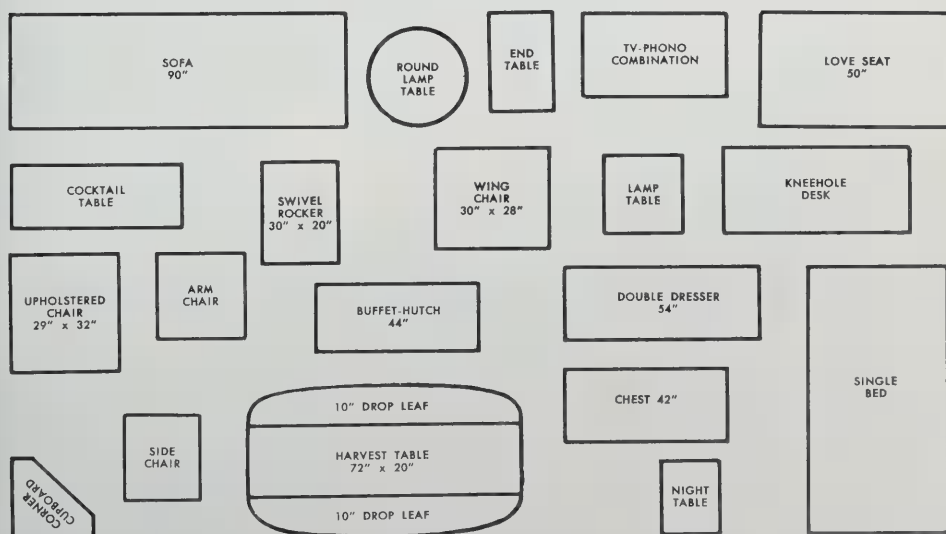 SOFA
90"
ROUND
LAMP
TABLE
END
TABLE
TV-PHONO
COMBINATION
LOVE SEAT
50"
COCKTAIL
TABLE
SWIVEL
ROCKER
30" x 20"
WING
CHAIR
30" x 28"
LAMP
TABLE
KNEEHOLE
DESK
UPHOLSTERED
CHAIR
29" x 32"
ARM
CHAIR
BUFFET-HUTCH
44"
DOUBLE DRESSER
54"
SINGLE
BED
10" DROP LEAF
HARVEST TABLE
72" x 20"
10" DROP LEAF
CHEST 42"
SIDE
CHAIR
CORNER
CUPBOARD
NIGHT
TABLE